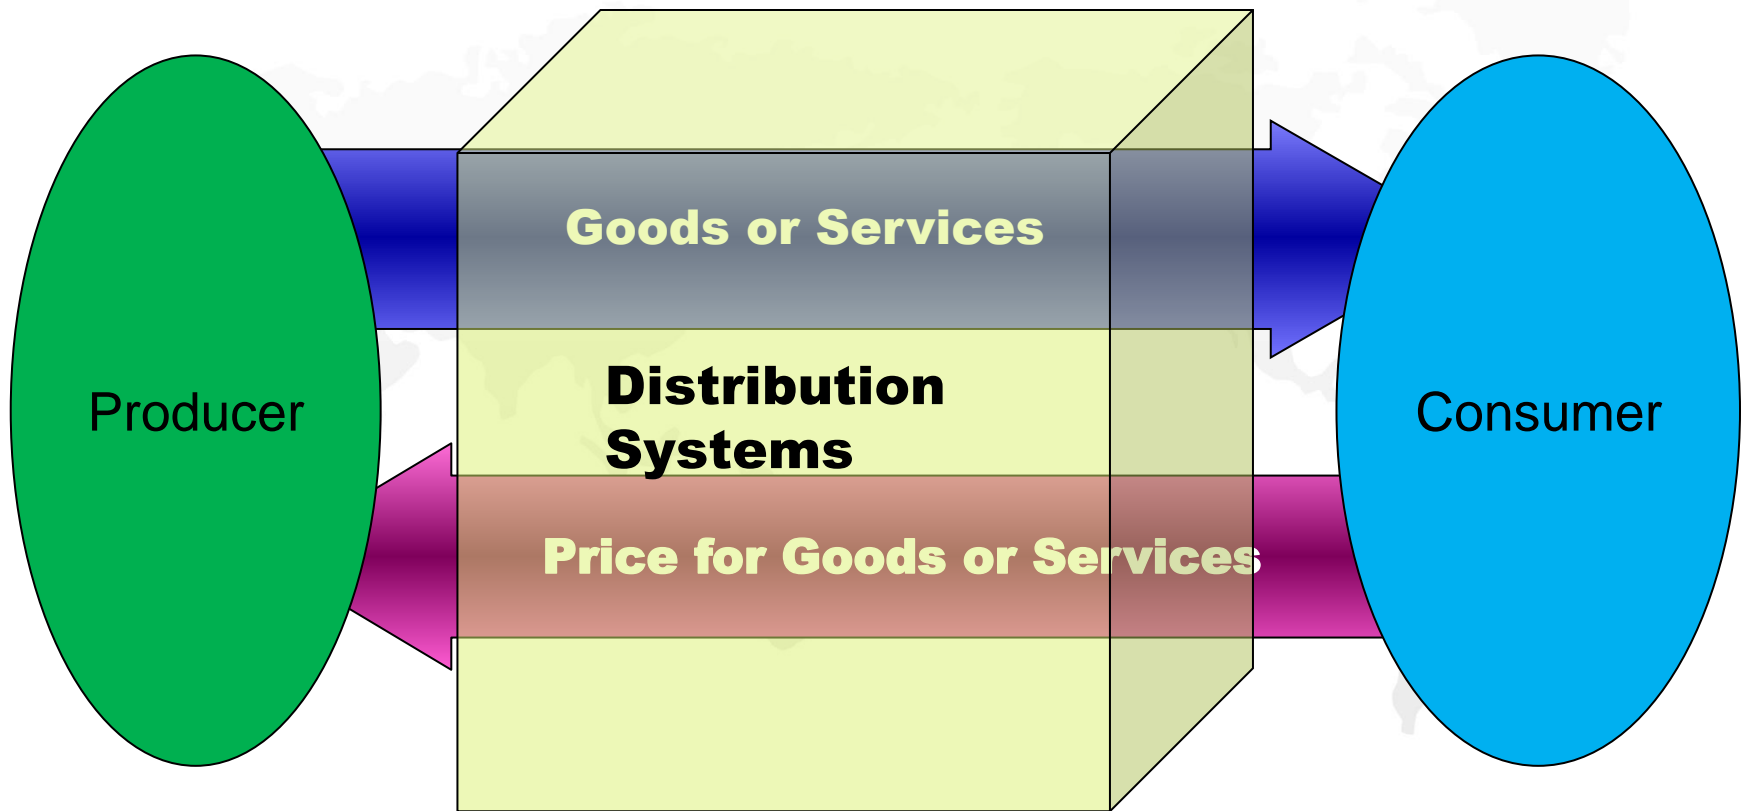 Goods or Services
Producer
Distribution
Systems
Consumer
Price for Goods or Services